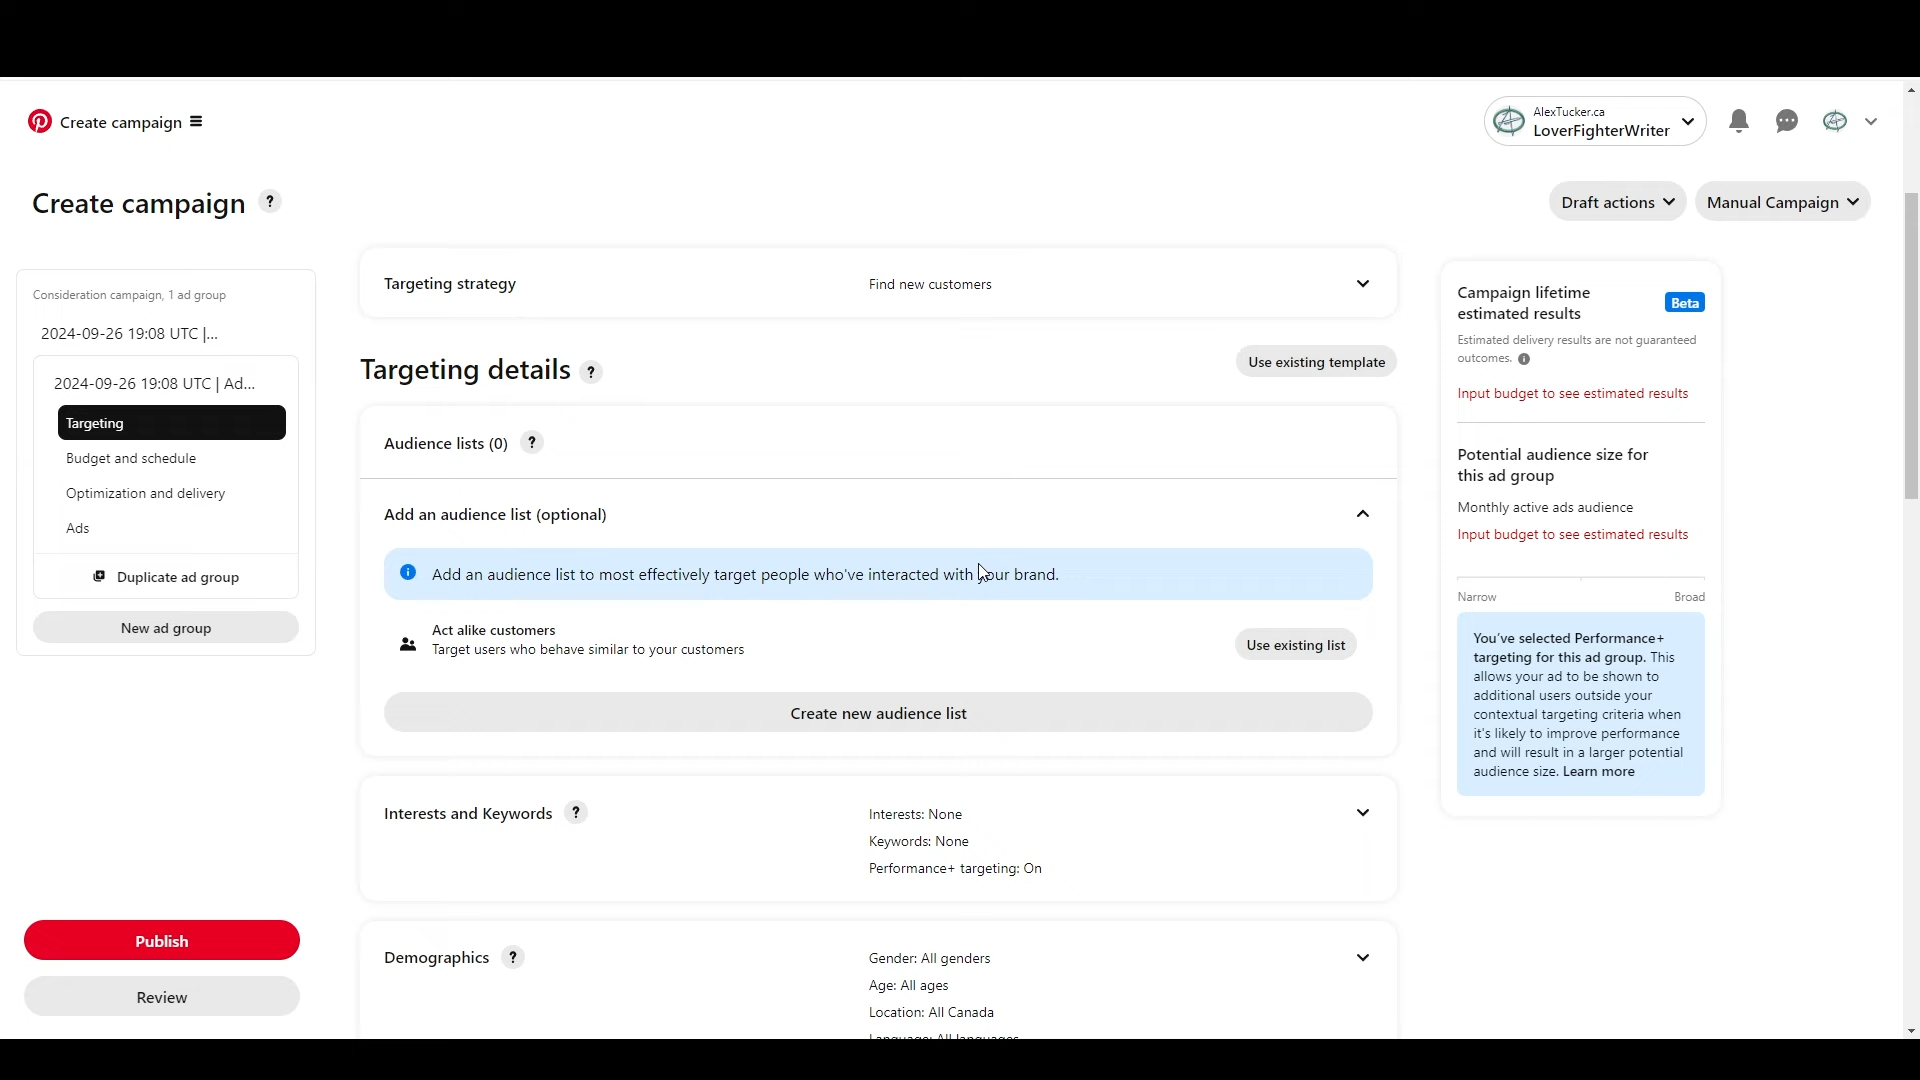 Create campaign
AlexTucker.ca
LoverFighterWriter
Create campaign ?
Draft actions
Manual Campaign
Consideration campaign, 1 ad group
2024-09-26 19:08 UTC |...
2024-09-26 19:08 UTC | Ad...
Targeting
Budget and schedule
Optimization and delivery
Ads
Duplicate ad group
New ad group
Publish
Review
Targeting strategy
Find new customers
Targeting details ?
Use existing template
Audience lists (0) ?
Add an audience list (optional)
Add an audience list to most effectively target people who've interacted with your brand.
Act alike customers
Target users who behave similar to your customers
Use existing list
Create new audience list
Interests and Keywords ?
Interests: None
Keywords: None
Performance+ targeting: On
Demographics ?
Gender: All genders
Age: All ages
Location: All Canada
Language: All languages
Campaign lifetime
estimated results
Beta
Estimated delivery results are not guaranteed
outcomes.
Input budget to see estimated results
Potential audience size for
this ad group
Monthly active ads audience
Input budget to see estimated results
Narrow
Broad
You've selected Performance+
targeting for this ad group. This
allows your ad to be shown to
additional users outside your
contextual targeting criteria when
it's likely to improve performance
and will result in a larger potential
audience size. Learn more